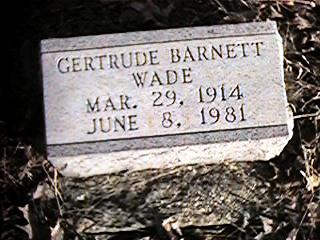 GERTRUDE BARNETT
WADE
MAR. 29, 1914
JUNE 8, 1981